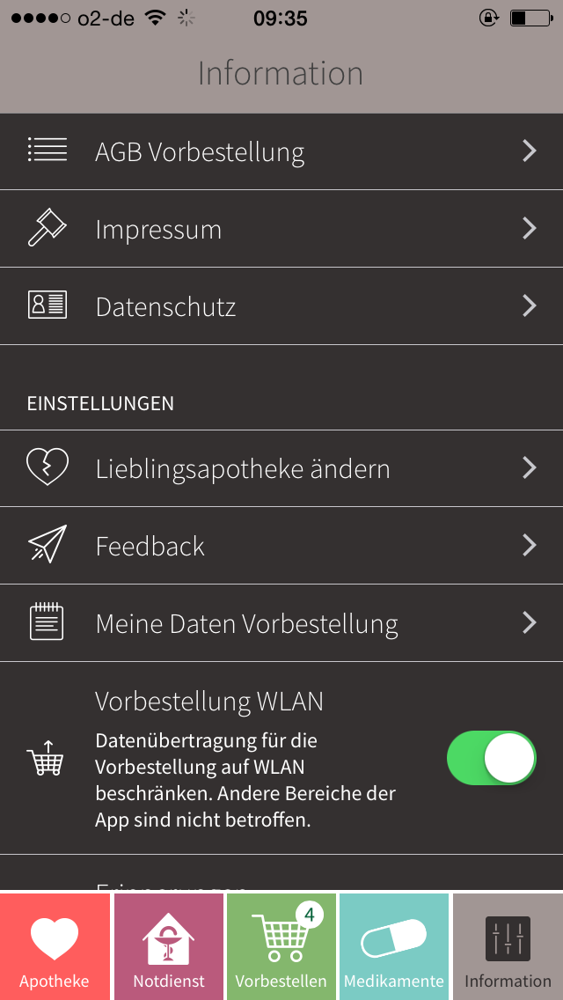 o2-de
09:35
Information
AGB Vorbestellung
Impressum
Datenschutz
EINSTELLUNGEN
Lieblingsapotheke ändern
Feedback
Meine Daten Vorbestellung
Vorbestellung WLAN
Datenübertragung für die
Vorbestellung auf WLAN
beschränken. Andere Bereiche der
App sind nicht betroffen.
4
Apotheke
Notdienst
Vorbestellen
Medikamente
Information